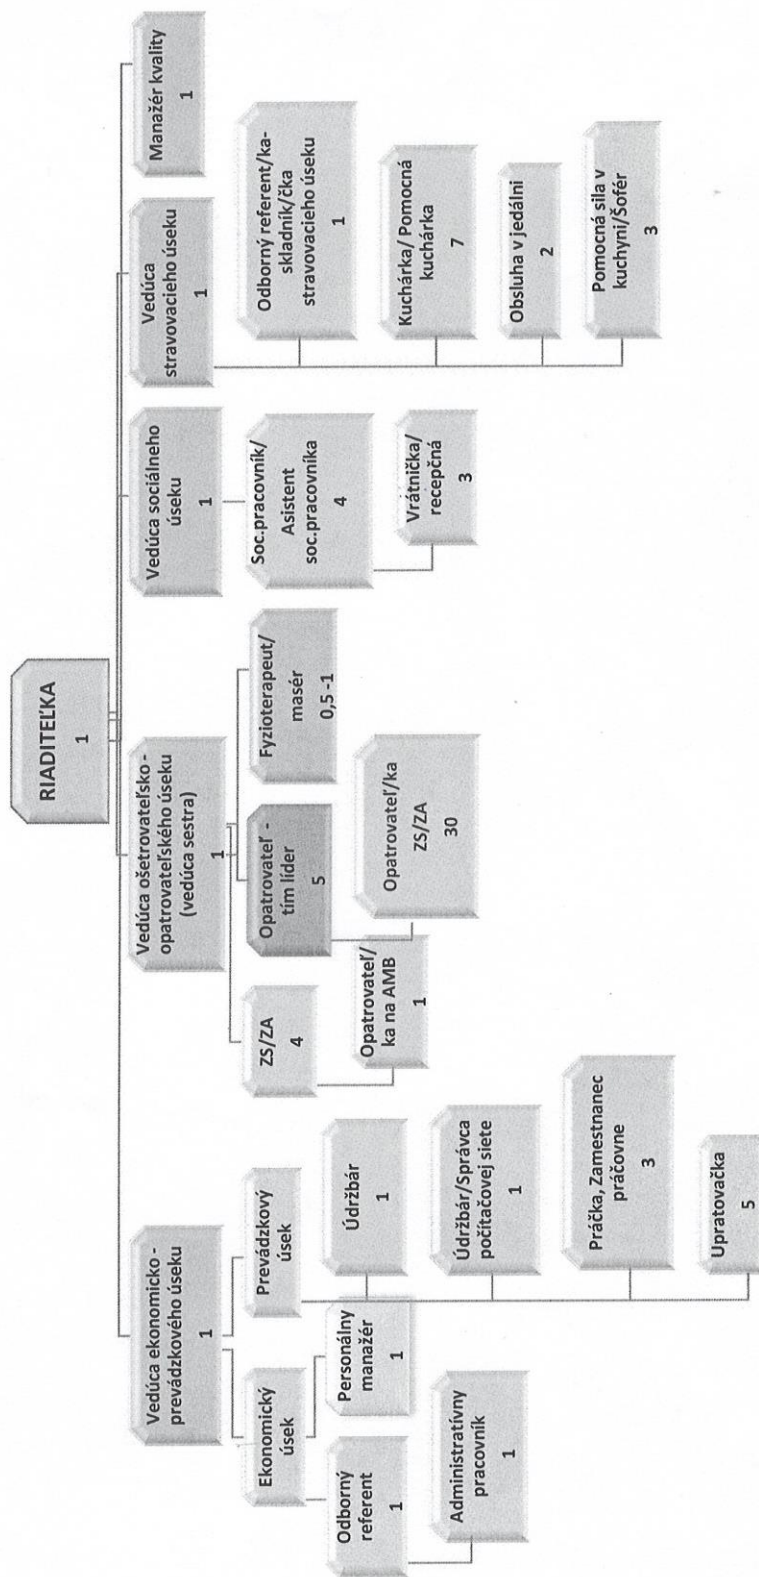 RIADITEĽKA
1
Vedúca ekonomicko -
prevádzkového úseku
1
Ekonomický
úsek
Odborný
referent
1
Administratívny
pracovník
1
Personálny
manažér
1
Prevádzkový
úsek
Údržbár
1
Údržbár/Správca
počítačovej siete
1
Práčka, Zamestnanec
práčovne
3
Upratovačka
5
Vedúca ošetrovateľsko -
opatrovateľského úseku
(vedúca sestra)
1
ZS/ZA
4
Opatrovateľ/
ka na AMB
1
Opatrovateľ -
tím líder
5
Opatrovateľ/ka
ZS/ZA
30
Fyzioterapeut/
masér
0,5 -1
Vedúca sociálneho
úseku
1
Soc.pracovník/
Asistent
soc.pracovníka
4
Vrátnička/
recepčná
3
Vedúca
stravovacieho úseku
1
Odborný referent/ka-
skladník/čka
stravovacieho úseku
1
Kuchárka/ Pomocná
kuchárka
7
Obsluha v jedálni
2
Pomocná sila v
kuchyni/Šofér
3
Manažér kvality
1